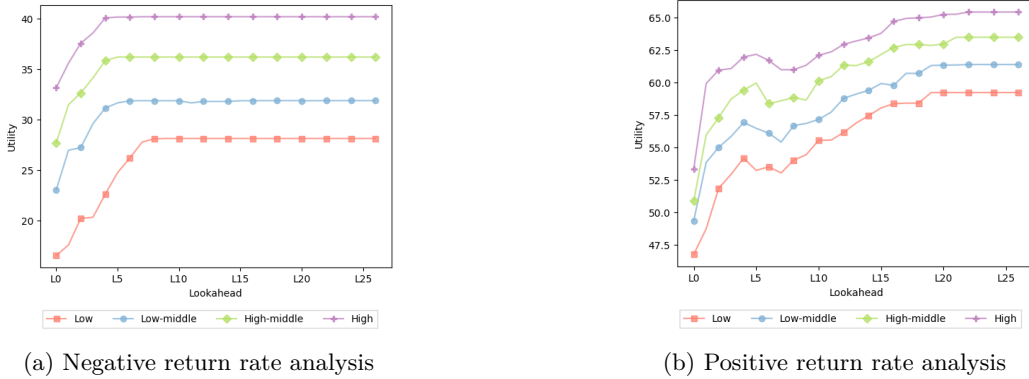 40
35
30
25
20
Utility
L0
L5
L10
L15
L20
L25
Lookahead
Low
Low-middle
High-middle
High
(a) Negative return rate analysis
65.0
62.5
60.0
57.5
55.0
52.5
50.0
47.5
Utility
L0
L5
L10
L15
L20
L25
Lookahead
Low
Low-middle
High-middle
High
(b) Positive return rate analysis